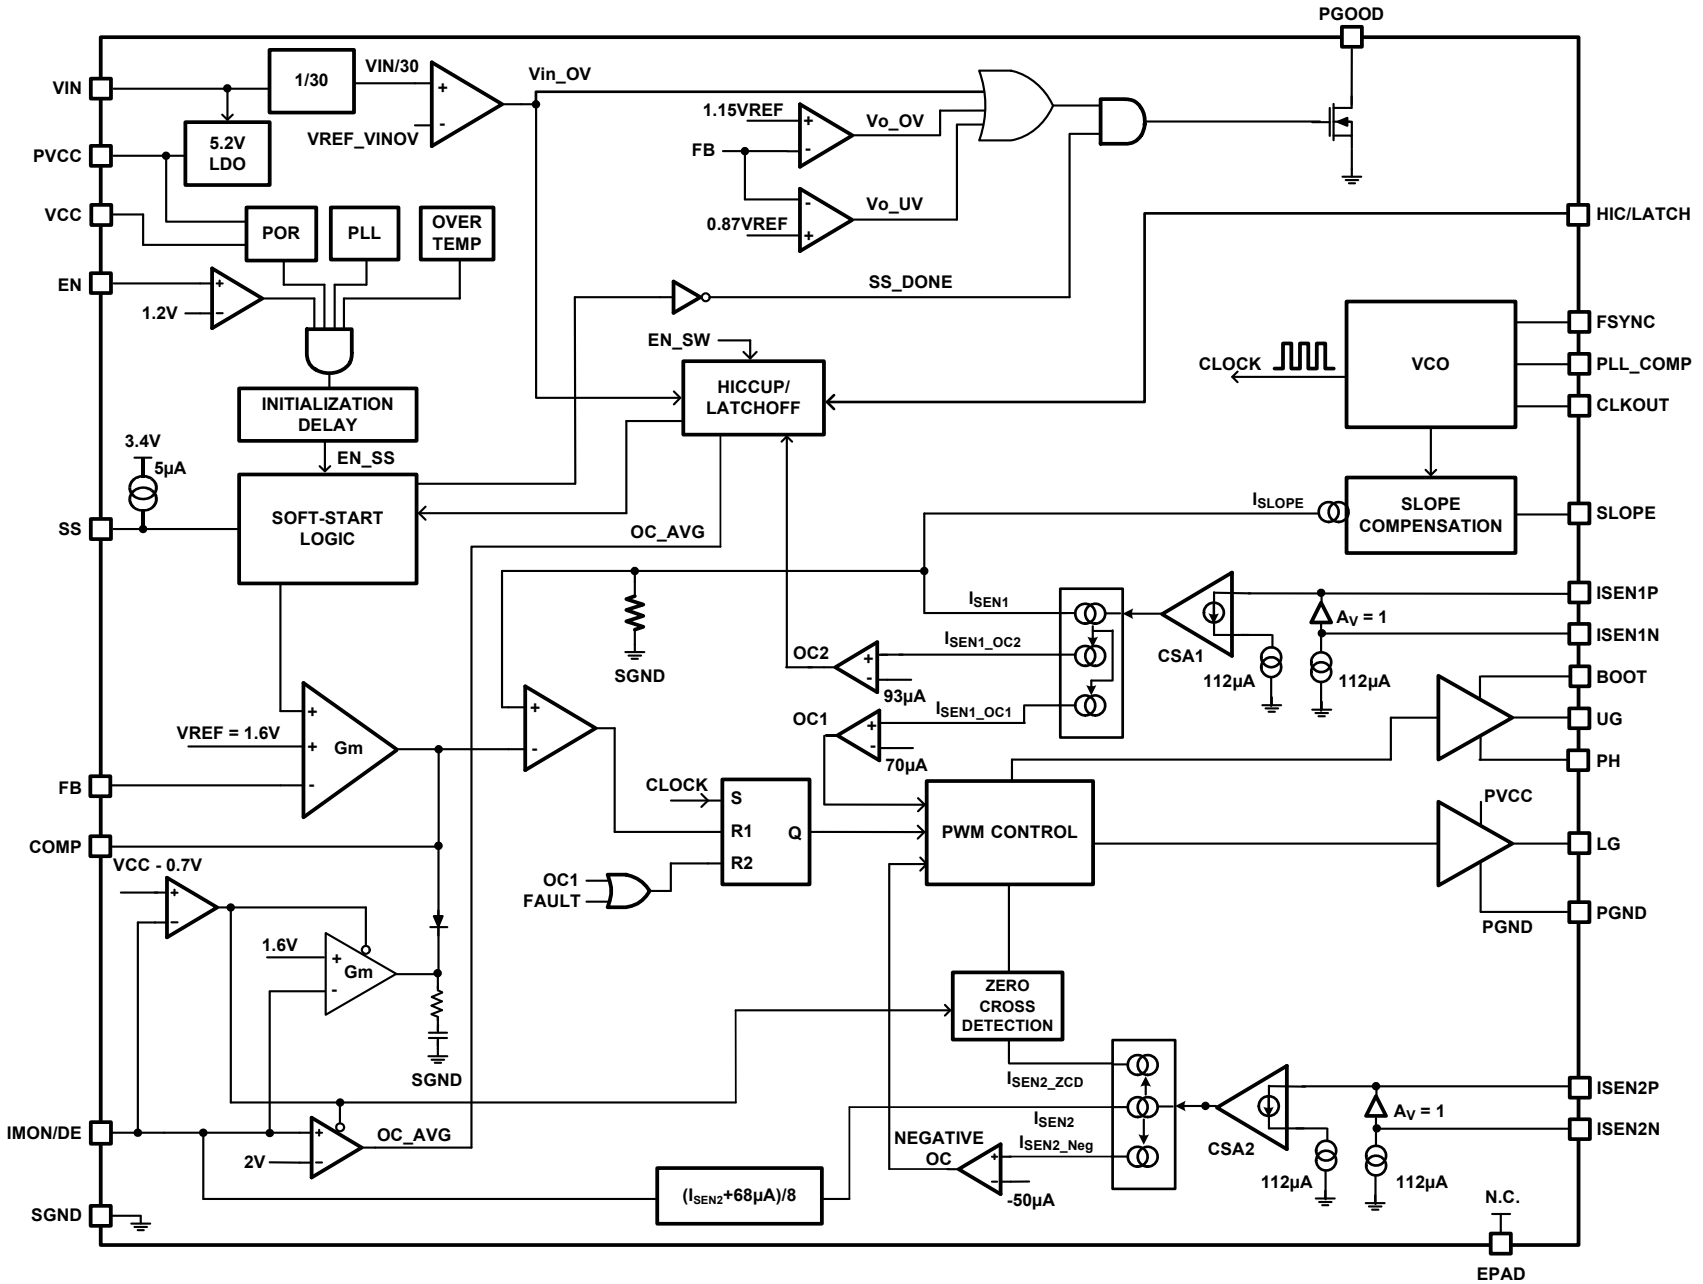 PGOOD
VIN
1/30
VIN/30
+
-
VREF_VINOV
Vin_OV
1.15VREF
+
-
Vo_OV
FB
-
+
Vo_UV
0.87VREF
PVCC
5.2V
LDO
VCC
POR
PLL
OVER
TEMP
HIC/LATCH
EN
+
-
1.2V
SS_DONE
EN_SW
HICCUP/
LATCHOFF
CLOCK
VCO
FSYNC
PLL_COMP
CLKOUT
INITIALIZATION
DELAY
EN_SS
3.4V
5µA
SS
SOFT-START
LOGIC
OC_AVG
ISLOPE
SLOPE
COMPENSATION
SLOPE
SGND
ISEN1
ISEN1_OC2
ISEN1_OC1
OC2
+
-
93µA
OC1
+
-
70µA
CSA1
112µA
AV = 1
112µA
ISEN1P
ISEN1N
BOOT
UG
PH
+
VREF = 1.6V
+
Gm
-
FB
+
-
CLOCK
S
R1
R2
Q
OC1
FAULT
PWM CONTROL
PVCC
LG
PGND
PGND
COMP
VCC - 0.7V
+
-
1.6V
+
Gm
-
SGND
ZERO
CROSS
DETECTION
ISEN2_ZCD
ISEN2
ISEN2_Neg
NEGATIVE
OC
+
-
-50µA
CSA2
112µA
AV = 1
112µA
ISEN2P
ISEN2N
IMON/DE
+
2V
-
OC_AVG
(ISEN2+68µA)/8
SGND
N.C.
EPAD